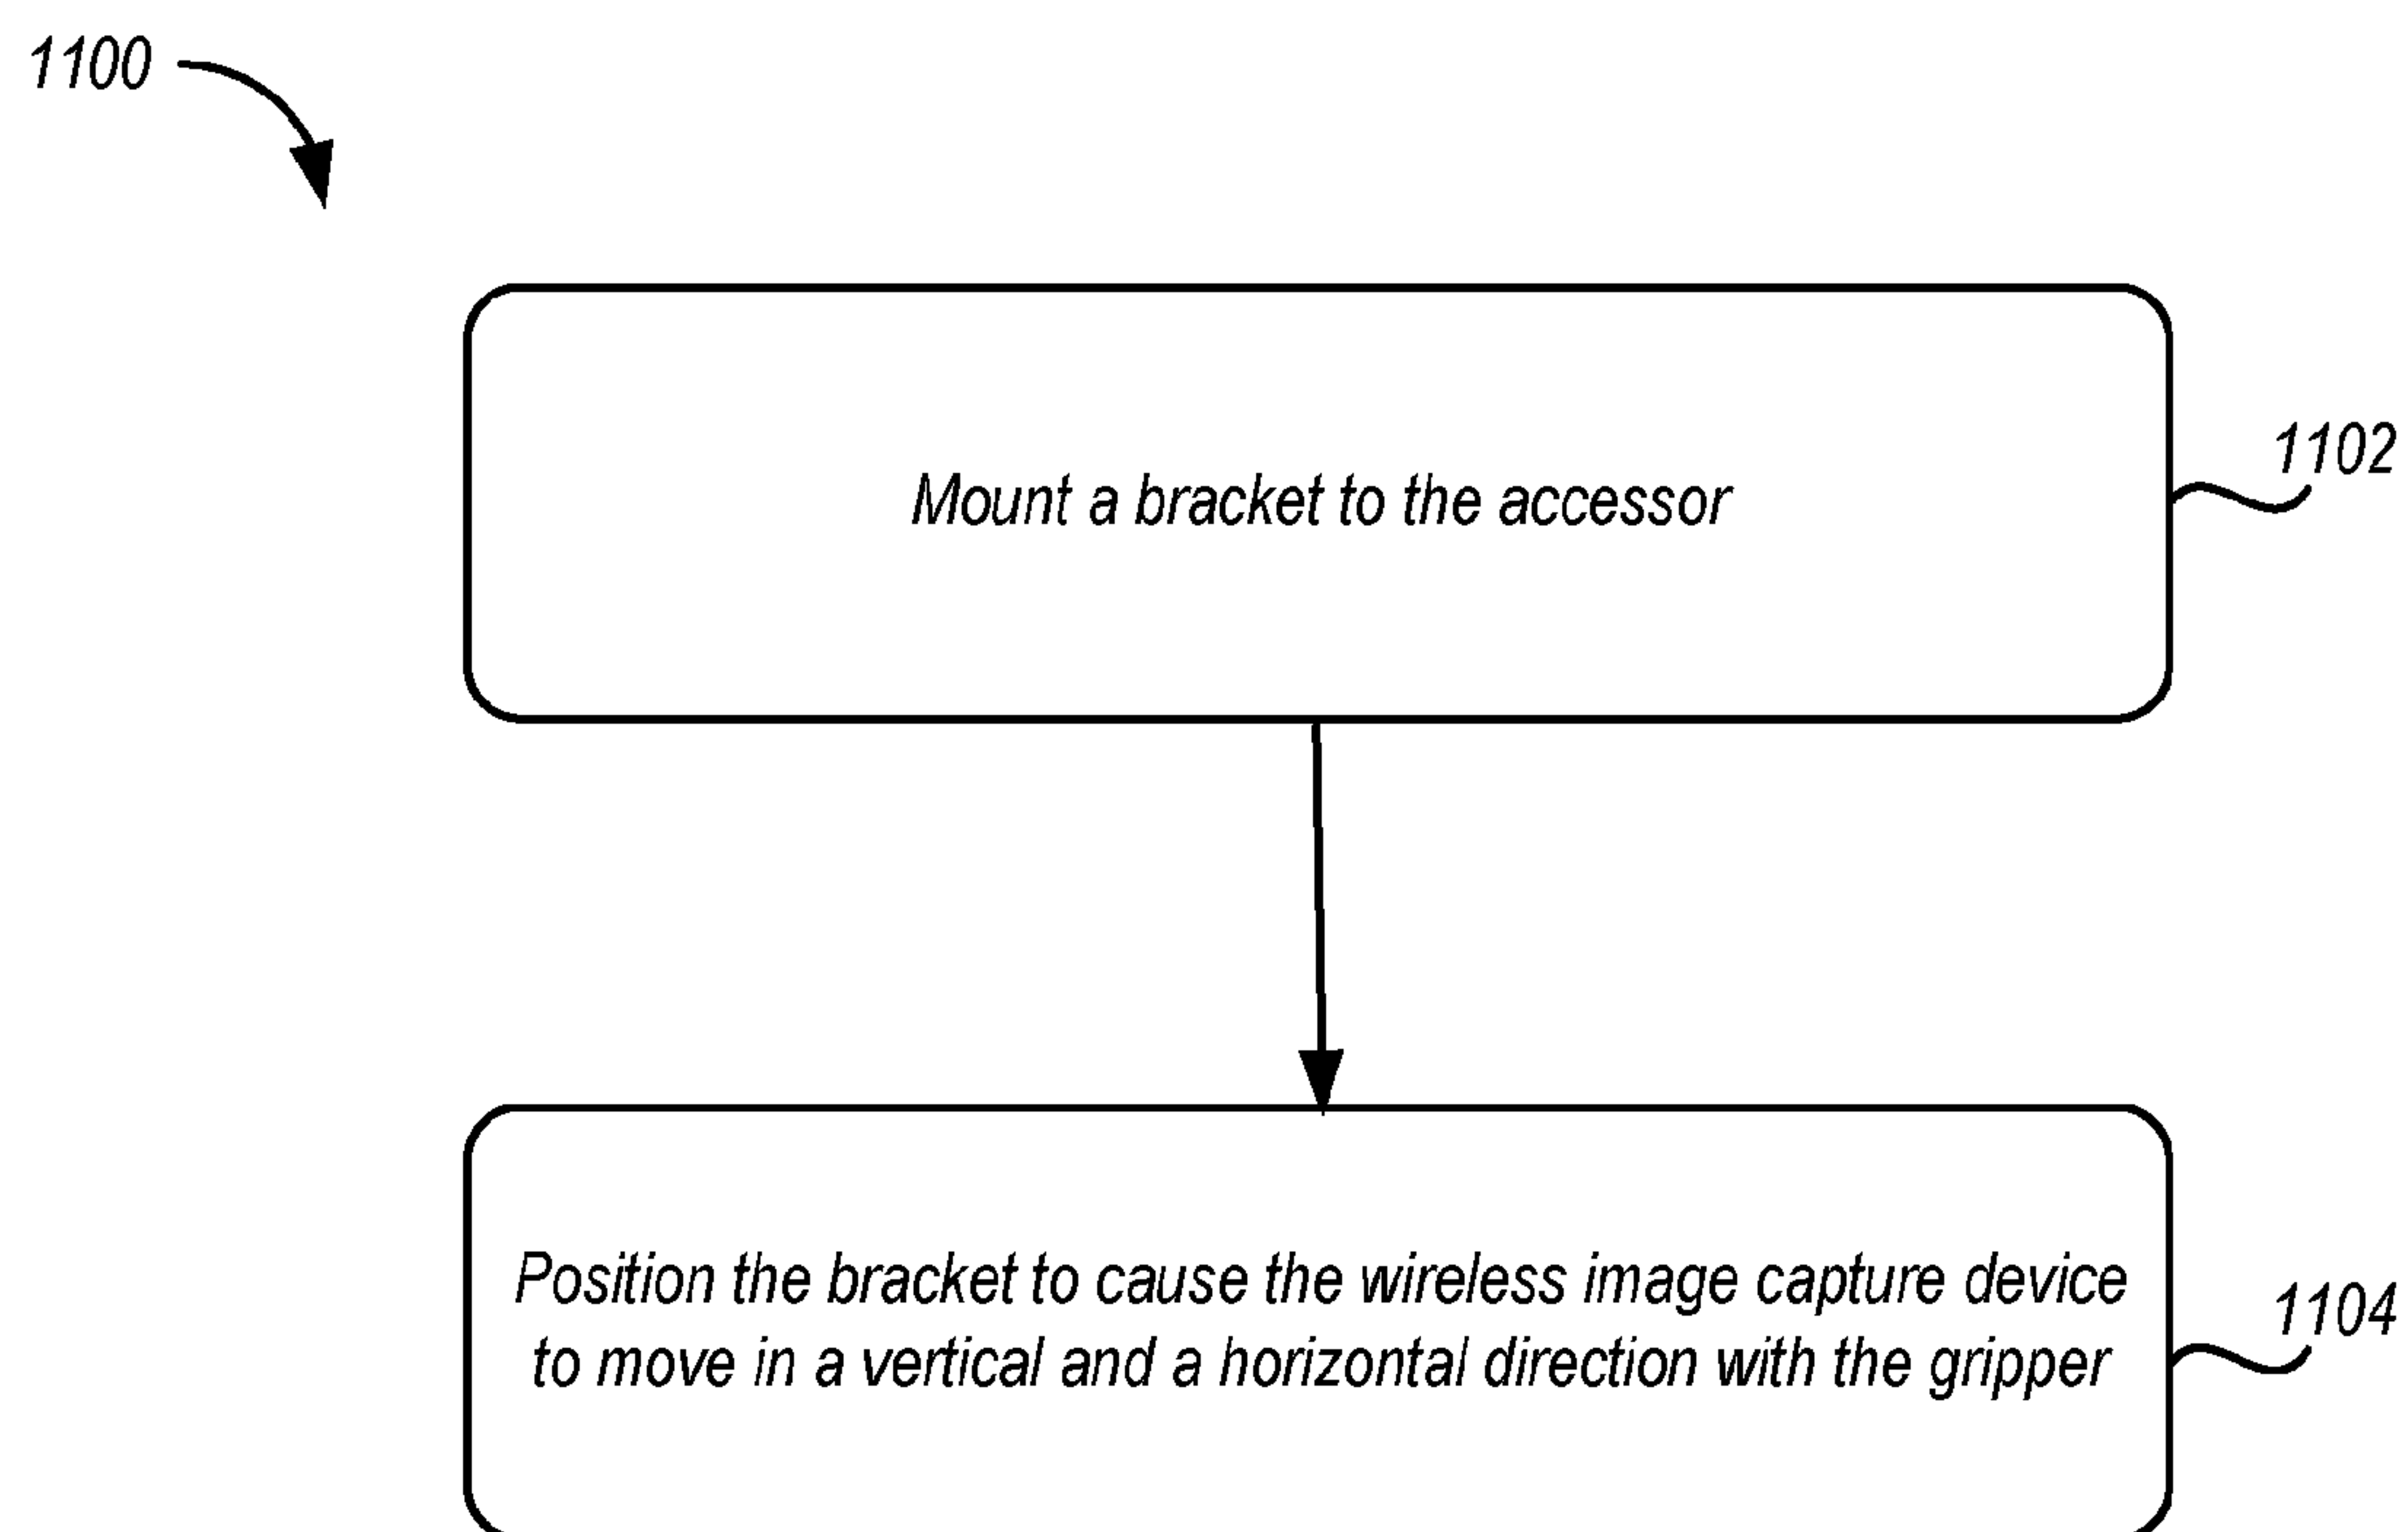 1100
Mount a bracket to the accessor
1102
Position the bracket to cause the wireless image capture device
to move in a vertical and a horizontal direction with the gripper
1104